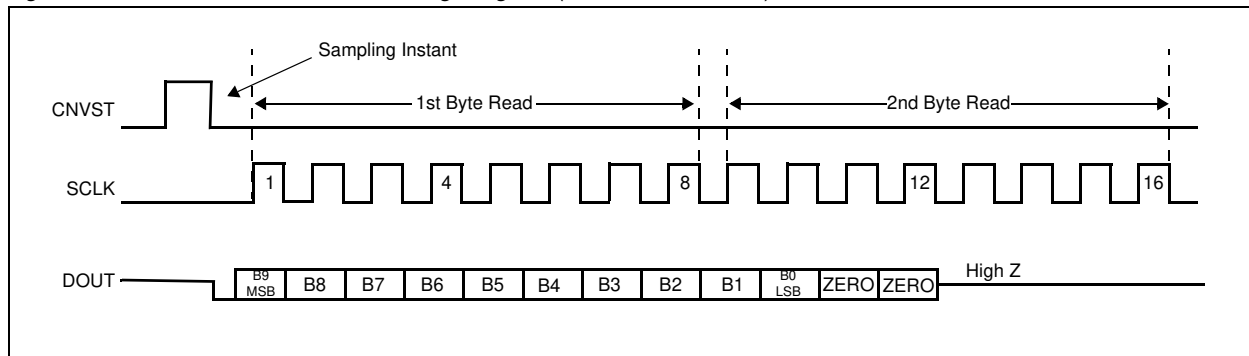 Sampling Instant
CNVST
1st Byte Read
2nd Byte Read
SCLK
1 4 8 12 16
DOUT
B9 MSB B8 B7 B6 B5 B4 B3 B2 B1 B0 LSB ZERO ZERO
High Z